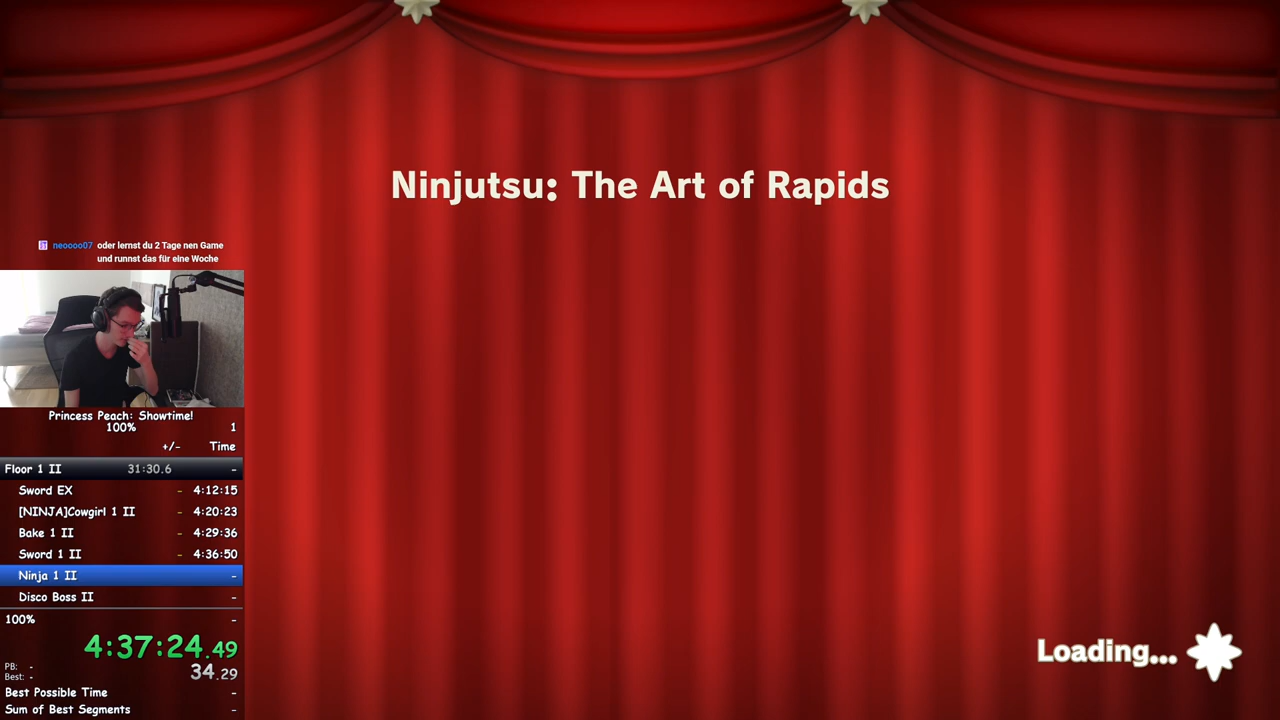 Ninjutsu: The Art of Rapids
neoooo07 oder lernst du 2 Tage nen Game
und runnst das für eine Woche
Princess Peach: Showtime!
100% 1
+/- Time
Floor 1 II 31:30.6 -
Sword EX - 4:12:15
[NINJA]Cowgirl 1 II - 4:20:23
Bake 1 II - 4:29:36
Sword 1 II - 4:36:50
Ninja 1 II -
Disco Boss II -
100% -
4:37:24.49
PB: -
34.29
Best: -
Best Possible Time -
Sum of Best Segments -
Loading...